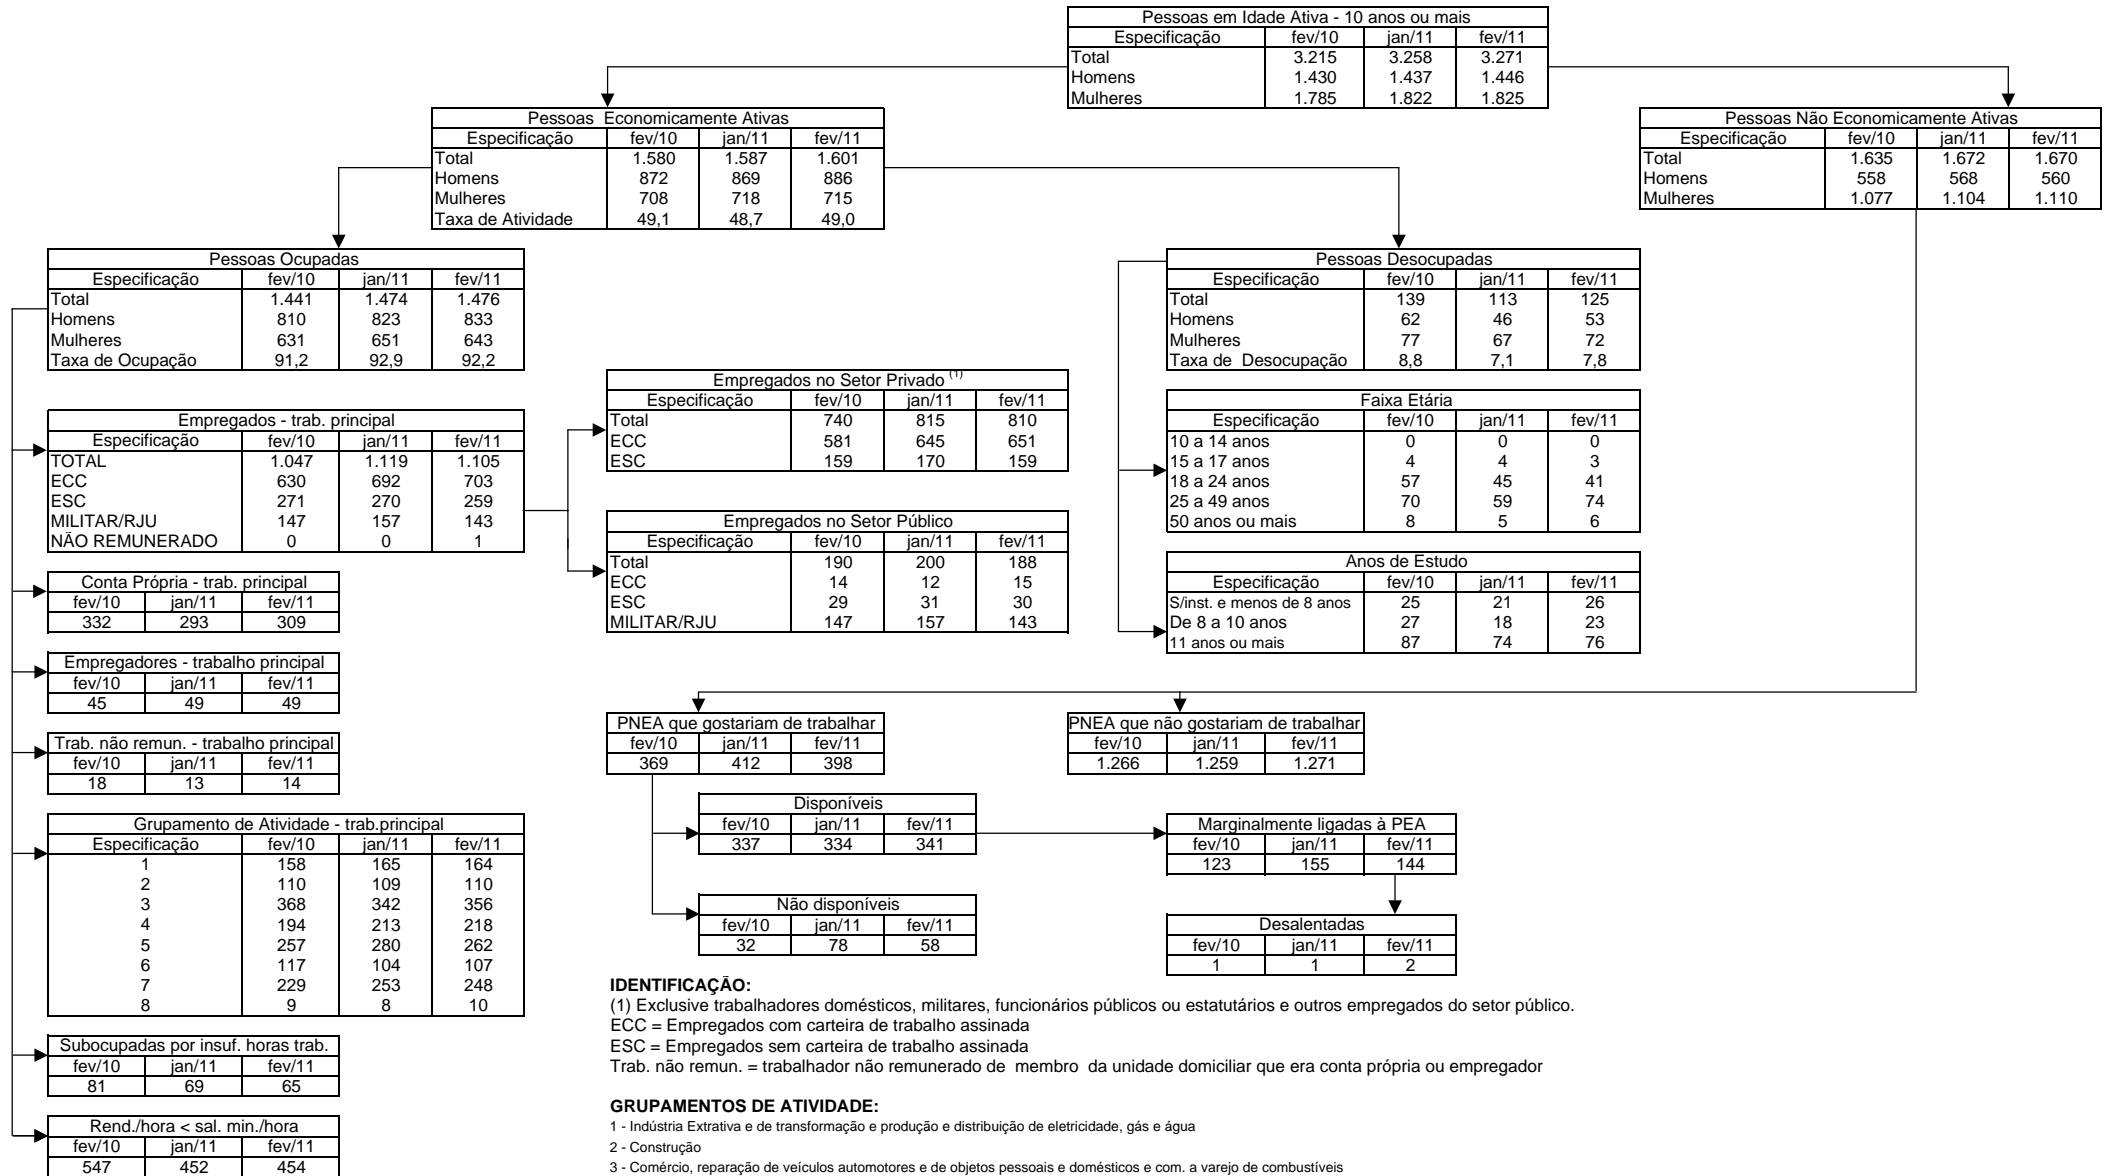 Pessoas em Idade Ativa - 10 anos ou mais
Especificação fev/10 jan/11 fev/11
Total 3.215 3.258 3.271
Homens 1.430 1.437 1.446
Mulheres 1.785 1.822 1.825
Pessoas Economicamente Ativas
Especificação fev/10 jan/11 fev/11
Total 1.580 1.587 1.601
Homens 872 869 886
Mulheres 708 718 715
Taxa de Atividade 49,1 48,7 49,0
Pessoas Não Economicamente Ativas
Especificação fev/10 jan/11 fev/11
Total 1.635 1.672 1.670
Homens 558 568 560
Mulheres 1.077 1.104 1.110
Pessoas Ocupadas
Especificação fev/10 jan/11 fev/11
Total 1.441 1.474 1.476
Homens 810 823 833
Mulheres 631 651 643
Taxa de Ocupação 91,2 92,9 92,2
Pessoas Desocupadas
Especificação fev/10 jan/11 fev/11
Total 139 113 125
Homens 62 46 53
Mulheres 77 67 72
Taxa de Desocupação 8,8 7,1 7,8
Empregados - trab. principal
Especificação fev/10 jan/11 fev/11
TOTAL 1.047 1.119 1.105
ECC 630 692 703
ESC 271 270 259
MILITAR/RJU 147 157 143
NÃO REMUNERADO 0 0 1
Empregados no Setor Privado (1)
Especificação fev/10 jan/11 fev/11
Total 740 815 810
ECC 581 645 651
ESC 159 170 159
Empregados no Setor Público
Especificação fev/10 jan/11 fev/11
Total 190 200 188
ECC 14 12 15
ESC 29 31 30
MILITAR/RJU 147 157 143
Faixa Etária
Especificação fev/10 jan/11 fev/11
10 a 14 anos 0 0 0
15 a 17 anos 4 4 3
18 a 24 anos 57 45 41
25 a 49 anos 70 59 74
50 anos ou mais 8 5 6
Anos de Estudo
Especificação fev/10 jan/11 fev/11
S/inst. e menos de 8 anos 25 21 26
De 8 a 10 anos 27 18 23
11 anos ou mais 87 74 76
Conta Própria - trab. principal
fev/10 jan/11 fev/11
332 293 309
Empregadores - trabalho principal
fev/10 jan/11 fev/11
45 49 49
Trab. não remun. - trabalho principal
fev/10 jan/11 fev/11
18 13 14
Grupamento de Atividade - trab.principal
Especificação fev/10 jan/11 fev/11
1 158 165 164
2 110 109 110
3 368 342 356
4 194 213 218
5 257 280 262
6 117 104 107
7 229 253 248
8 9 8 10
Subocupadas por insuf. horas trab.
fev/10 jan/11 fev/11
81 69 65
Rend./hora < sal. min./hora
fev/10 jan/11 fev/11
547 452 454
PNEA que gostariam de trabalhar
fev/10 jan/11 fev/11
369 412 398
PNEA que não gostariam de trabalhar
fev/10 jan/11 fev/11
1.266 1.259 1.271
Disponíveis
fev/10 jan/11 fev/11
337 334 341
Marginalmente ligadas à PEA
fev/10 jan/11 fev/11
123 155 144
Não disponíveis
fev/10 jan/11 fev/11
32 78 58
Desalentadas
fev/10 jan/11 fev/11
1 1 2
IDENTIFICAÇÃO:
(1) Exclusive trabalhadores domésticos, militares, funcionários públicos ou estatutários e outros empregados do setor público.
ECC = Empregados com carteira de trabalho assinada
ESC = Empregados sem carteira de trabalho assinada
Trab. não remun. = trabalhador não remunerado de membro da unidade domiciliar que era conta própria ou empregador
GRUPAMENTOS DE ATIVIDADE:
1 - Indústria Extrativa e de transformação e produção e distribuição de eletricidade, gás e água
2 - Construção
3 - Comércio, reparação de veículos automotores e de objetos pessoais e domésticos e com. a varejo de combustíveis